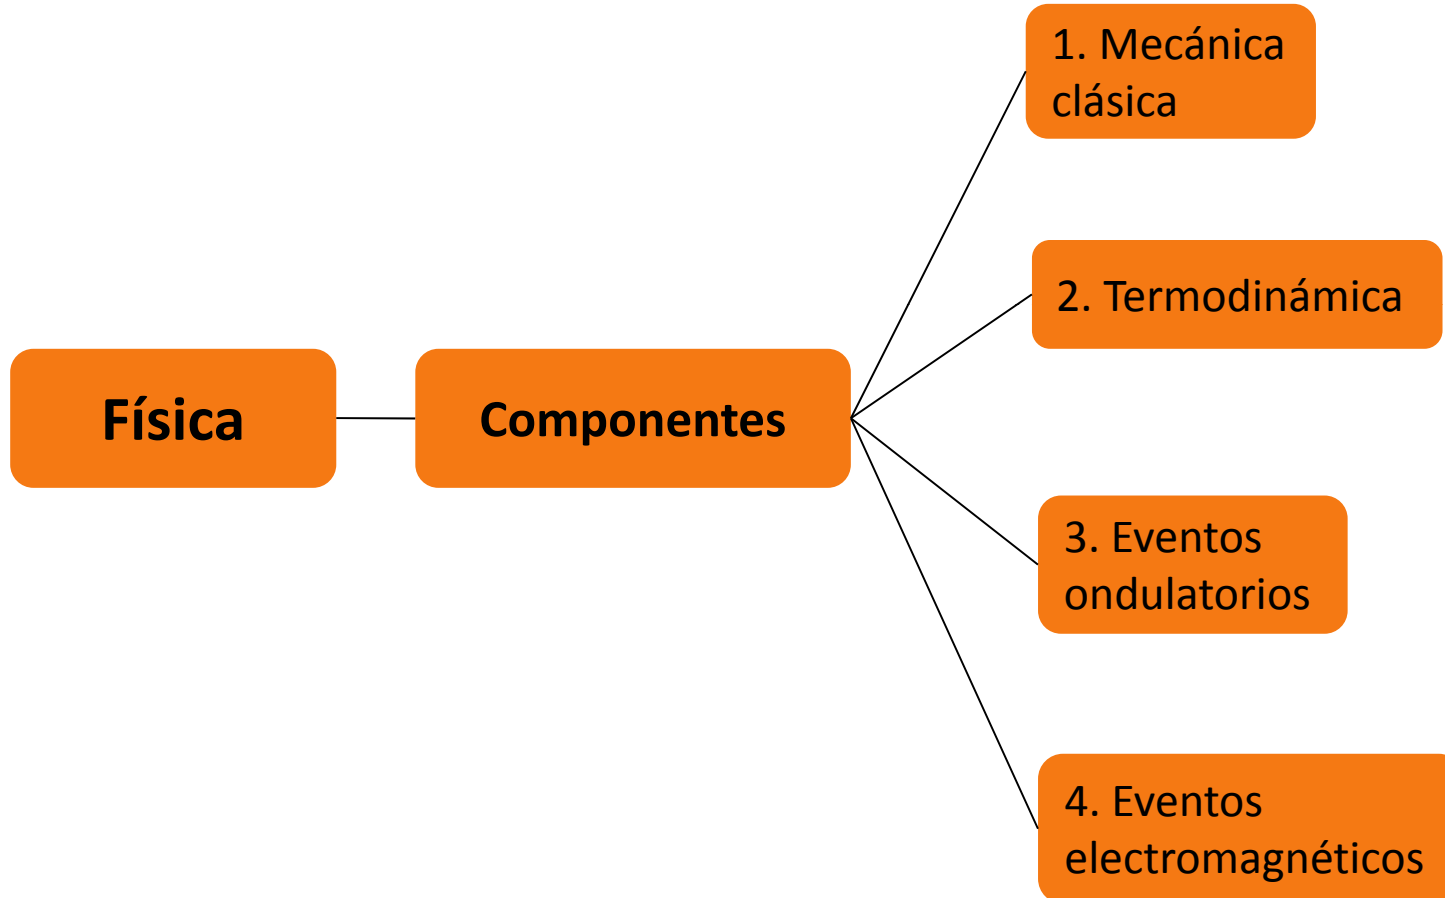 Física
Componentes
1. Mecánica
clásica
2. Termodinámica
3. Eventos
ondulatorios
4. Eventos
electromagnéticos